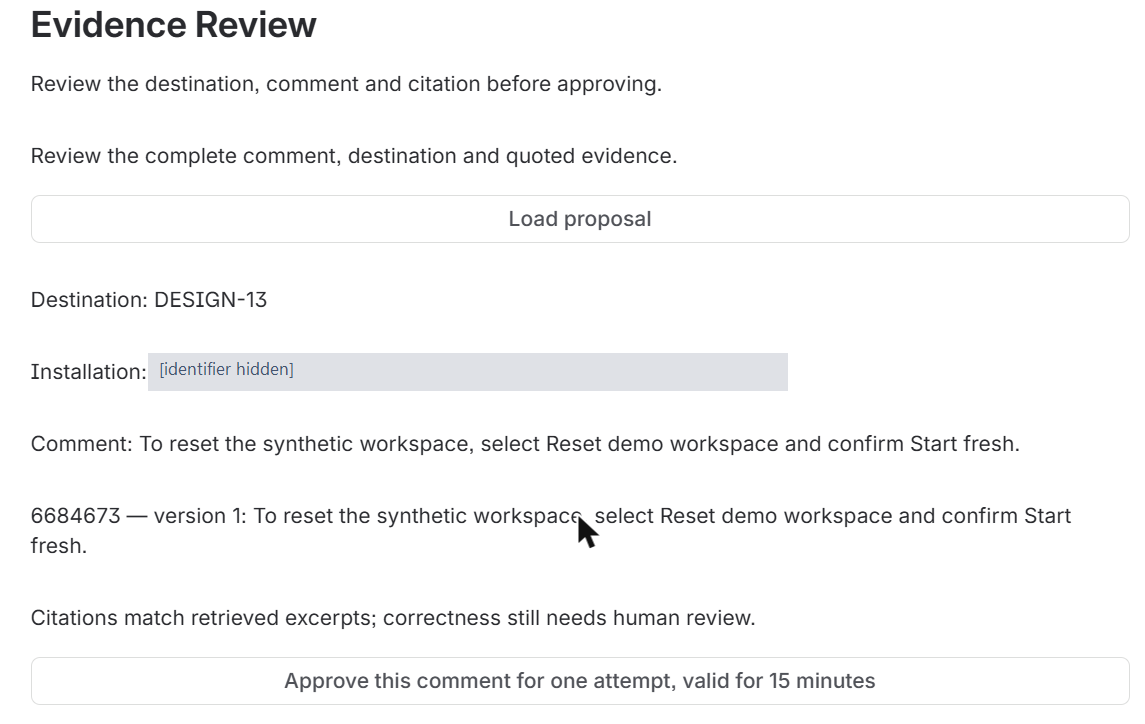 Evidence Review
Review the destination, comment and citation before approving.
Review the complete comment, destination and quoted evidence.
Load proposal
Destination: DESIGN-13
Installation: [identifier hidden]
Comment: To reset the synthetic workspace, select Reset demo workspace and confirm Start fresh.
6684673 — version 1: To reset the synthetic workspace, select Reset demo workspace and confirm Start
fresh.
Citations match retrieved excerpts; correctness still needs human review.
Approve this comment for one attempt, valid for 15 minutes